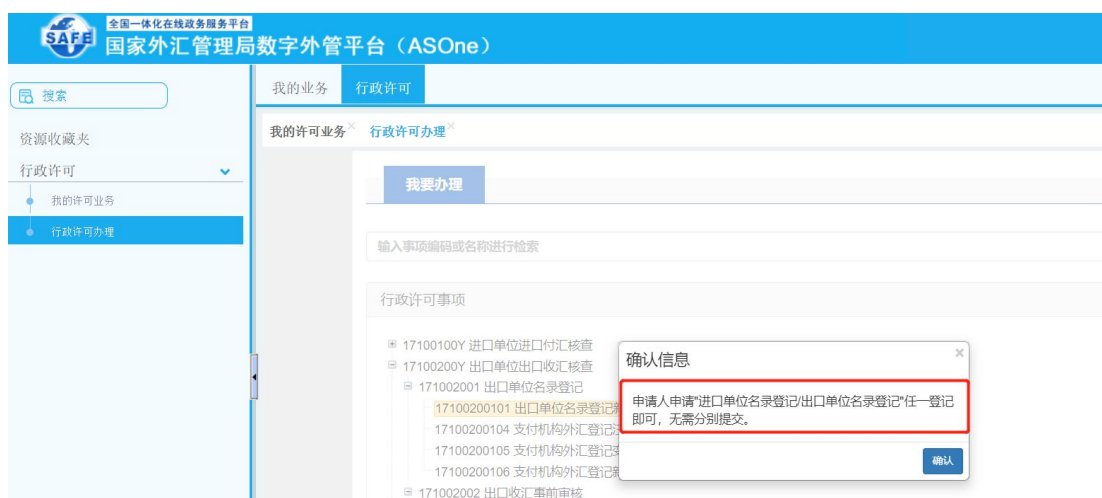 全国一体化在线政务服务平台
SAFE
国家外汇管理局数字外管平台（ASOne）
搜索
资源收藏夹
行政许可
我的许可业务
行政许可办理
我的业务 行政许可
我的许可业务 行政许可办理
我要办理
输入事项编码或名称进行检索
行政许可事项
17100100Y 进口单位进口付汇核查
17100200Y 出口单位出口收汇核查
171002001 出口单位名录登记
17100200101 出口单位名录登记
17100200104 支付机构外汇登记
17100200105 支付机构外汇登记
17100200106 支付机构外汇登记
171002002 出口收汇事前审核
确认信息
申请人申请"进口单位名录登记/出口单位名录登记"任一登记
即可，无需分别提交。
确认